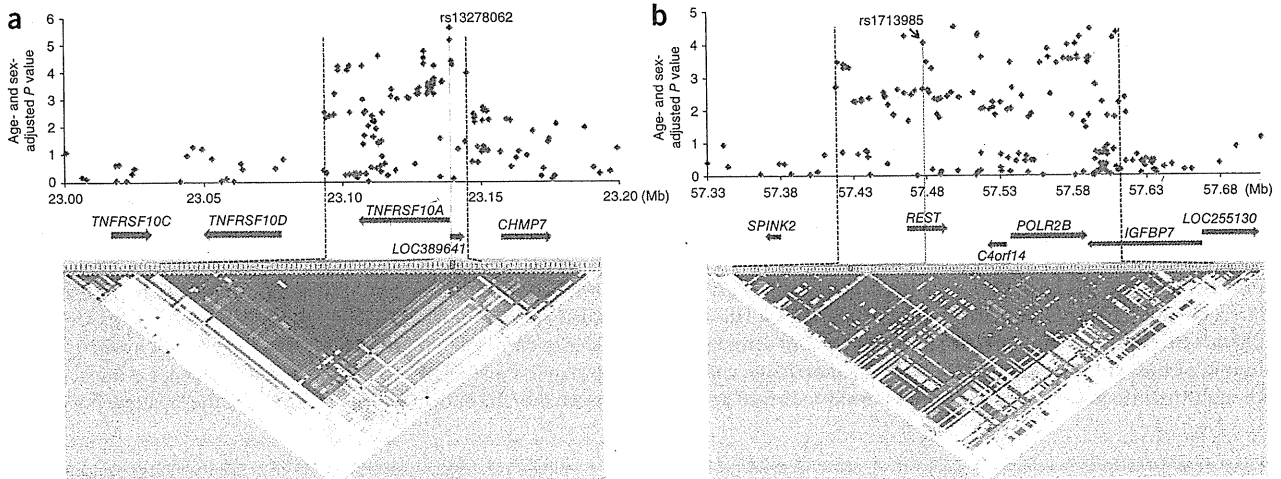 a
rs13278062
Age- and sex-
adjusted P value
6
5
4
3
2
1
0
23.00
23.05
23.10
23.15
23.20
(Mb)
TNFRSF10C
TNFRSF10D
TNFRSF10A
CHMP7
LOC389641
b
rs1713985
Age- and sex-
adjusted P value
5
4
3
2
1
0
57.33
57.38
57.43
57.48
57.53
57.58
57.63
57.68 (Mb)
SPINK2
REST
POLR2B
IGFBP7
LOC255130
C4orf14